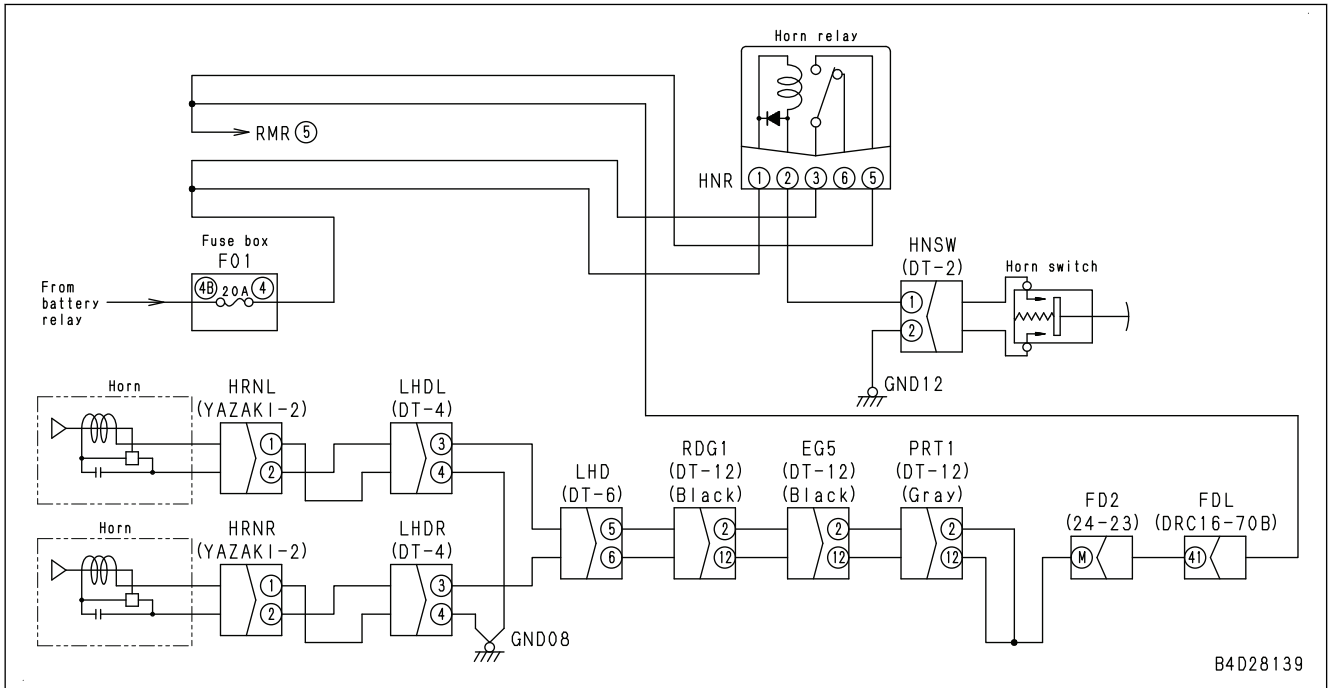 Horn relay
RMR 5
HNR 1 2 3 6 5
Fuse box
F01
4B 20A 4
From
battery
relay
HNSW
(DT-2)
1
2
Horn switch
GND12
Horn
HRNL
(YAZAKI-2)
1
2
LHDL
(DT-4)
3
4
Horn
HRNR
(YAZAKI-2)
1
2
LHDR
(DT-4)
3
4
GND08
LHD
(DT-6)
5
6
RDG1
(DT-12)
(Black)
2
12
EG5
(DT-12)
(Black)
2
12
PRT1
(DT-12)
(Gray)
2
12
FD2
(24-23)
M
FDL
(DRC16-70B)
41
B4D28139